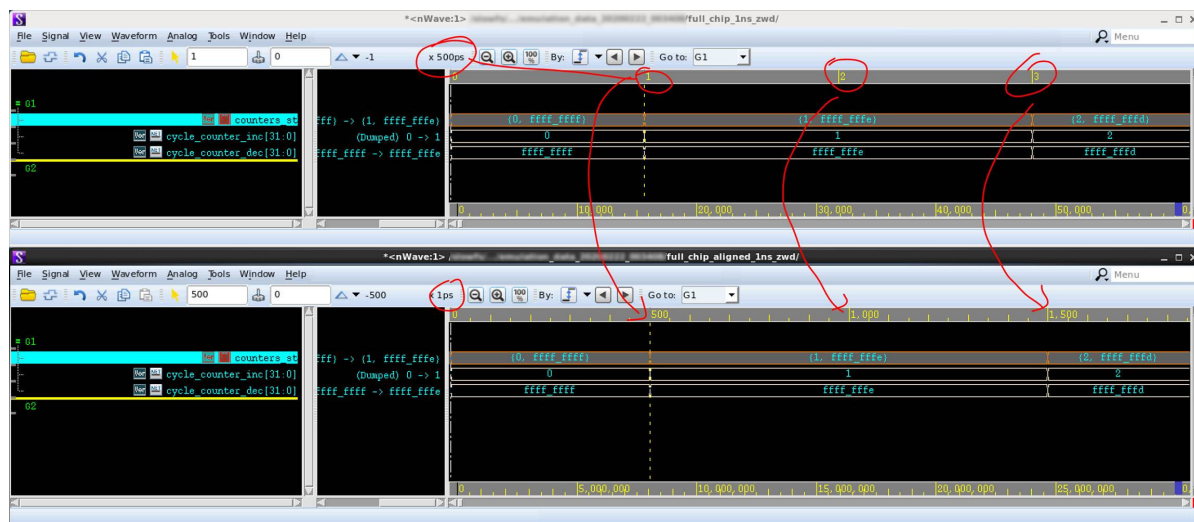 *<nWave:1> /full_chip_1ns_zwd/
File Signal View Waveform Analog Tools Window Help Menu
1 0 -1 x 500ps 100% By: Go to: G1
0 1 2 3
G1
counters_st fff} -> {1, ffff_fffe} {0, ffff_ffff} {1, ffff_fffe} {2, ffff_fffd}
cycle_counter_inc[31:0] (Dumped) 0 -> 1 0 1 2
cycle_counter_dec[31:0] ffff_ffff -> ffff_fffe ffff_ffff ffff_fffe ffff_fffd
G2
0 10,000 20,000 30,000 40,000 50,000 0
*<nWave:1> full_chip_aligned_1ns_zwd/
File Signal View Waveform Analog Tools Window Help Menu
500 0 -500 x 1ps 100% By: Go to: G1
0 500 1,000 1,500
G1
counters_st fff} -> {1, ffff_fffe} {0, ffff_ffff} {1, ffff_fffe} {2, ffff_fffd}
cycle_counter_inc[31:0] (Dumped) 0 -> 1 0 1 2
cycle_counter_dec[31:0] ffff_ffff -> ffff_fffe ffff_ffff ffff_fffe ffff_fffd
G2
0 5,000,000 10,000,000 15,000,000 20,000,000 25,000,000 0